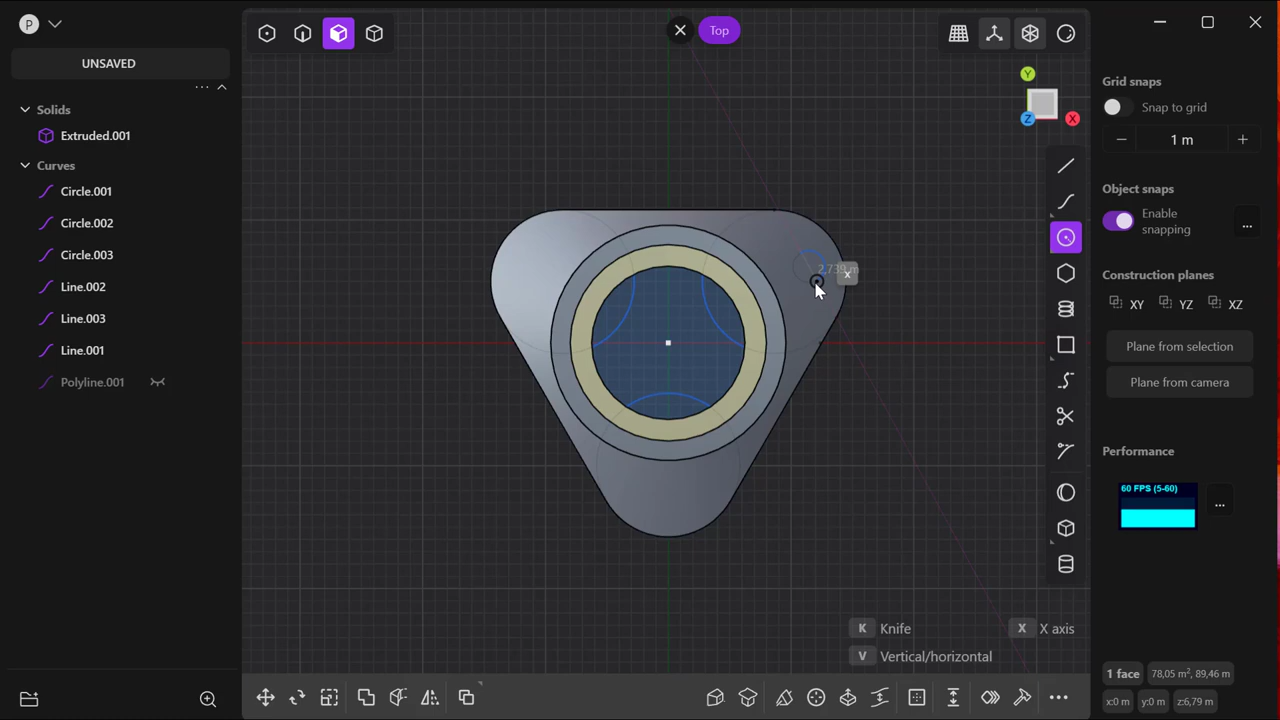 P
UNSAVED
...
Solids
Extruded.001
Curves
Circle.001
Circle.002
Circle.003
Line.002
Line.003
Line.001
Polyline.001
Top
Y
Z
X
2,739 m
x
K Knife
X X axis
V Vertical/horizontal
Grid snaps
Snap to grid
1 m
Object snaps
Enable snapping
...
Construction planes
XY
YZ
XZ
Plane from selection
Plane from camera
Performance
60 FPS (5-60)
...
1 face
78,05 m², 89,46 m
x:0 m
y:0 m
z:6,79 m